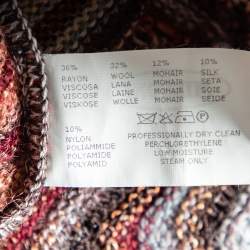 36% 32% 12% 10%
RAYON WOOL MOHAIR SILK
VISCOSA LANA MOHAIR SETA
VISCOSE LAINE MOHAIR SOIE
VISKOSE WOLLE MOHAIR SEIDE
10%
NYLON
POLIAMMIDE
POLYAMIDE
POLYAMID
PROFESSIONALLY DRY CLEAN
PERCHLORETHYLENE
LOW MOISTURE
STEAM ONLY